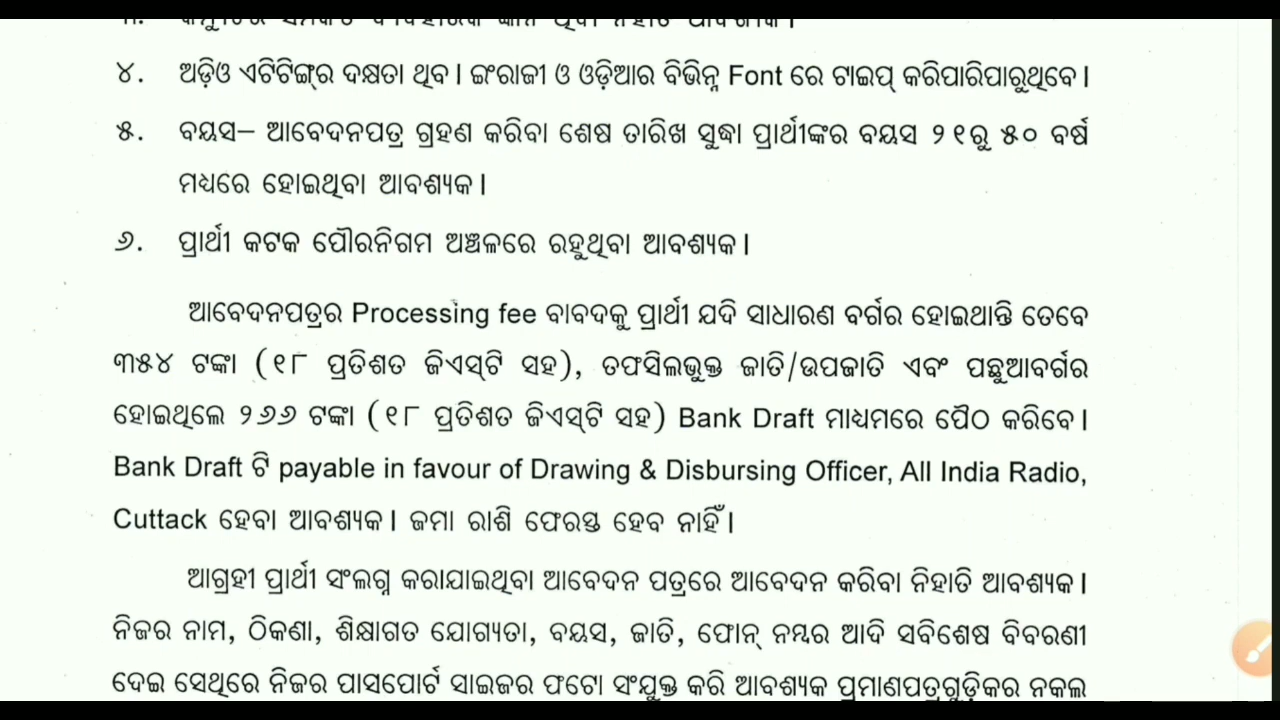 ୪. ଅଡ଼ିଓ ଏଟିଟିଙ୍ଗ୍‌ର ଦକ୍ଷତା ଥିବ। ଇଂରାଜୀ ଓ ଓଡ଼ିଆର ବିଭିନ୍ନ Font ରେ ଟାଇପ୍ କରିପାରିପାରୁଥିବେ।
୫. ବୟସ– ଆବେଦନପତ୍ର ଗ୍ରହଣ କରିବା ଶେଷ ତାରିଖ ସୁଦ୍ଧା ପ୍ରାର୍ଥୀଙ୍କର ବୟସ ୨୧ରୁ ୫୦ ବର୍ଷ
ମଧ୍ୟରେ ହୋଇଥିବା ଆବଶ୍ୟକ।
୬. ପ୍ରାର୍ଥୀ କଟକ ପୌରନିଗମ ଅଞ୍ଚଳରେ ରହୁଥିବା ଆବଶ୍ୟକ।
ଆବେଦନପତ୍ରର Processing fee ବାବଦକୁ ପ୍ରାର୍ଥୀ ଯଦି ସାଧାରଣ ବର୍ଗର ହୋଇଥାନ୍ତି ତେବେ
୩୫୪ ଟଙ୍କା (୧୮ ପ୍ରତିଶତ ଜିଏସ୍‌ଟି ସହ), ତଫସିଲଭୁକ୍ତ ଜାତି/ଉପଜାତି ଏବଂ ପଛୁଆବର୍ଗର
ହୋଇଥିଲେ ୨୬୬ ଟଙ୍କା (୧୮ ପ୍ରତିଶତ ଜିଏସ୍‌ଟି ସହ) Bank Draft ମାଧ୍ୟମରେ ପୈଠ କରିବେ।
Bank Draft ଟି payable in favour of Drawing & Disbursing Officer, All India Radio,
Cuttack ହେବା ଆବଶ୍ୟକ। ଜମା ରାଶି ଫେରସ୍ତ ହେବ ନାହିଁ।
ଆଗ୍ରହୀ ପ୍ରାର୍ଥୀ ସଂଲଗ୍ନ କରାଯାଇଥିବା ଆବେଦନ ପତ୍ରରେ ଆବେଦନ କରିବା ନିହାତି ଆବଶ୍ୟକ।
ନିଜର ନାମ, ଠିକଣା, ଶିକ୍ଷାଗତ ଯୋଗ୍ୟତା, ବୟସ, ଜାତି, ଫୋନ୍ ନମ୍ବର ଆଦି ସବିଶେଷ ବିବରଣୀ
ଦେଇ ସେଥିରେ ନିଜର ପାସପୋର୍ଟ ସାଇଜର ଫଟୋ ସଂଯୁକ୍ତ କରି ଆବଶ୍ୟକ ପ୍ରମାଣପତ୍ରଗୁଡ଼ିକର ନକଲ